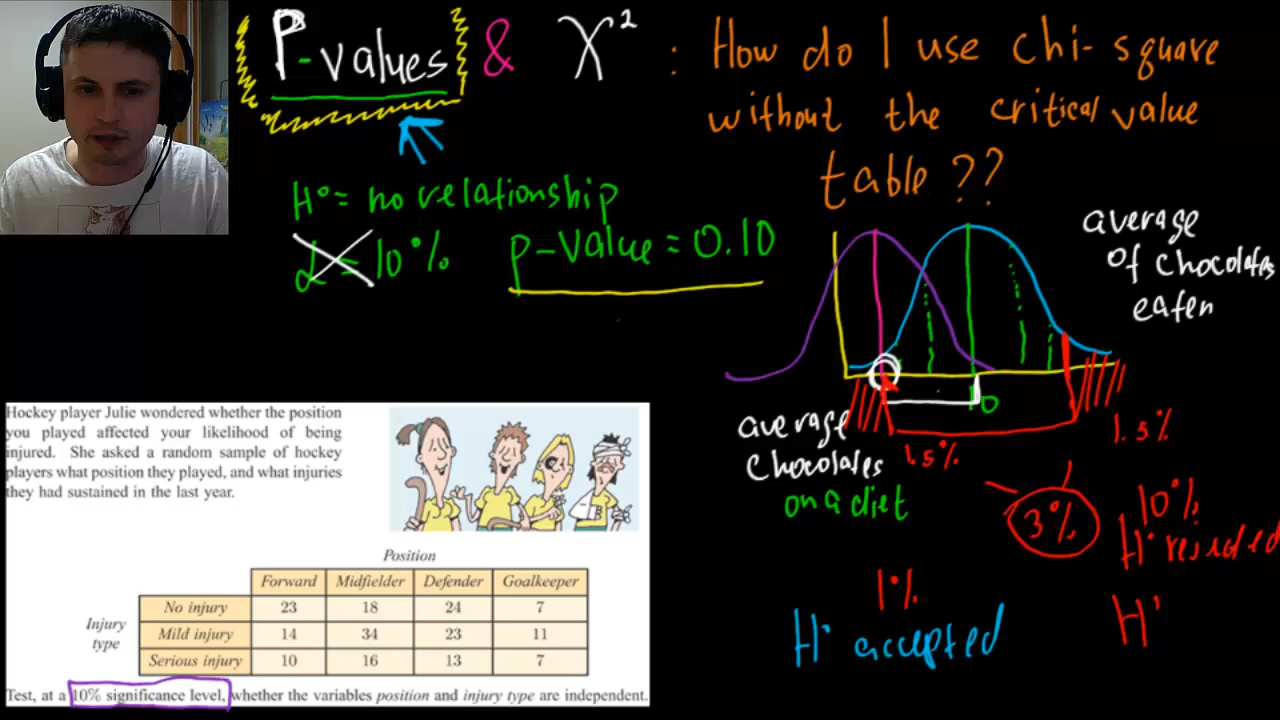 P-values & X² : How do I use chi-square
without the critical value
table ??
H° = no relationship
α = 10%
p-value = 0.10
average
of chocolates
eaten
10
average
chocolates
on a diet
1.5%
1.5%
3%
10%
H° rejected
1%
H° accepted
H'
Hockey player Julie wondered whether the position
you played affected your likelihood of being
injured. She asked a random sample of hockey
players what position they played, and what injuries
they had sustained in the last year.
Position
Forward Midfielder Defender Goalkeeper
Injury
type
No injury 23 18 24 7
Mild injury 14 34 23 11
Serious injury 10 16 13 7
Test, at a 10% significance level, whether the variables position and injury type are independent.